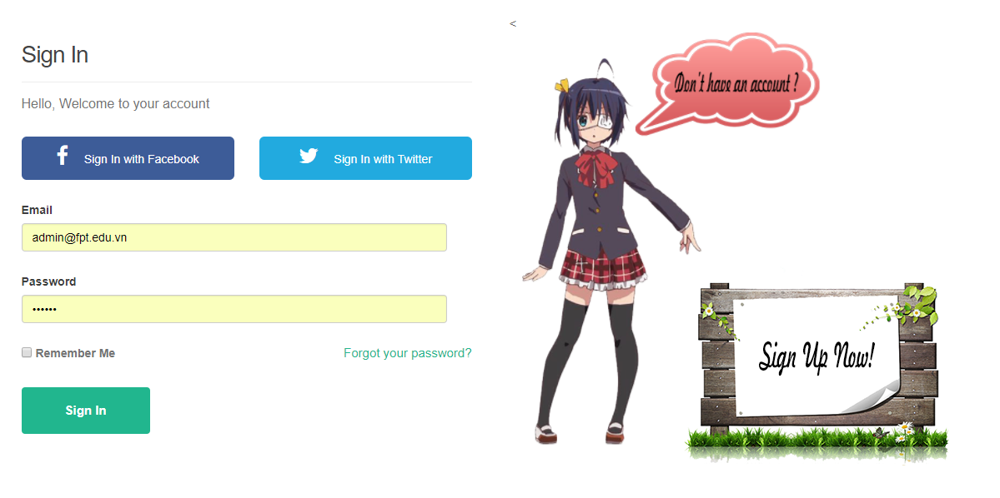 Sign In
Hello, Welcome to your account
Sign In with Facebook
Sign In with Twitter
Email
admin@fpt.edu.vn
Password
••••••
Remember Me
Forgot your password?
Sign In
<
Don't have an account ?
Sign Up Now!